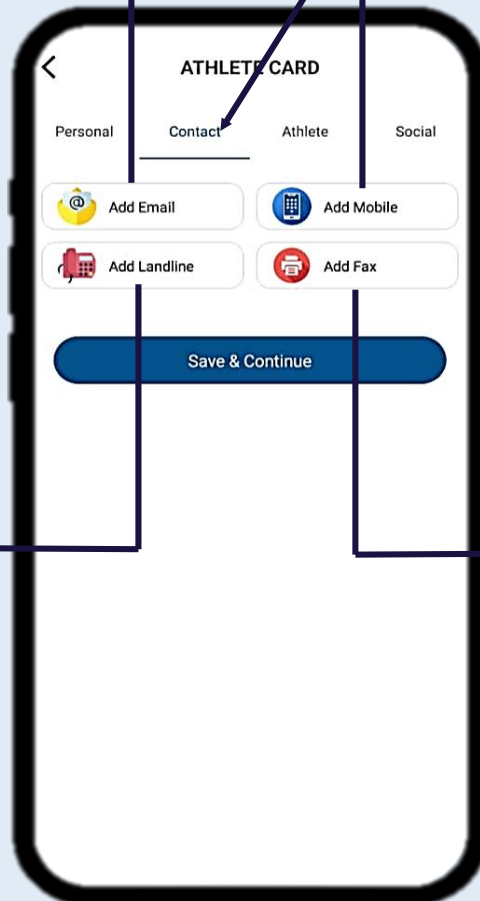 ATHLETE CARD
Personal Contact Athlete Social
@ Add Email Add Mobile
Add Landline Add Fax
Save & Continue